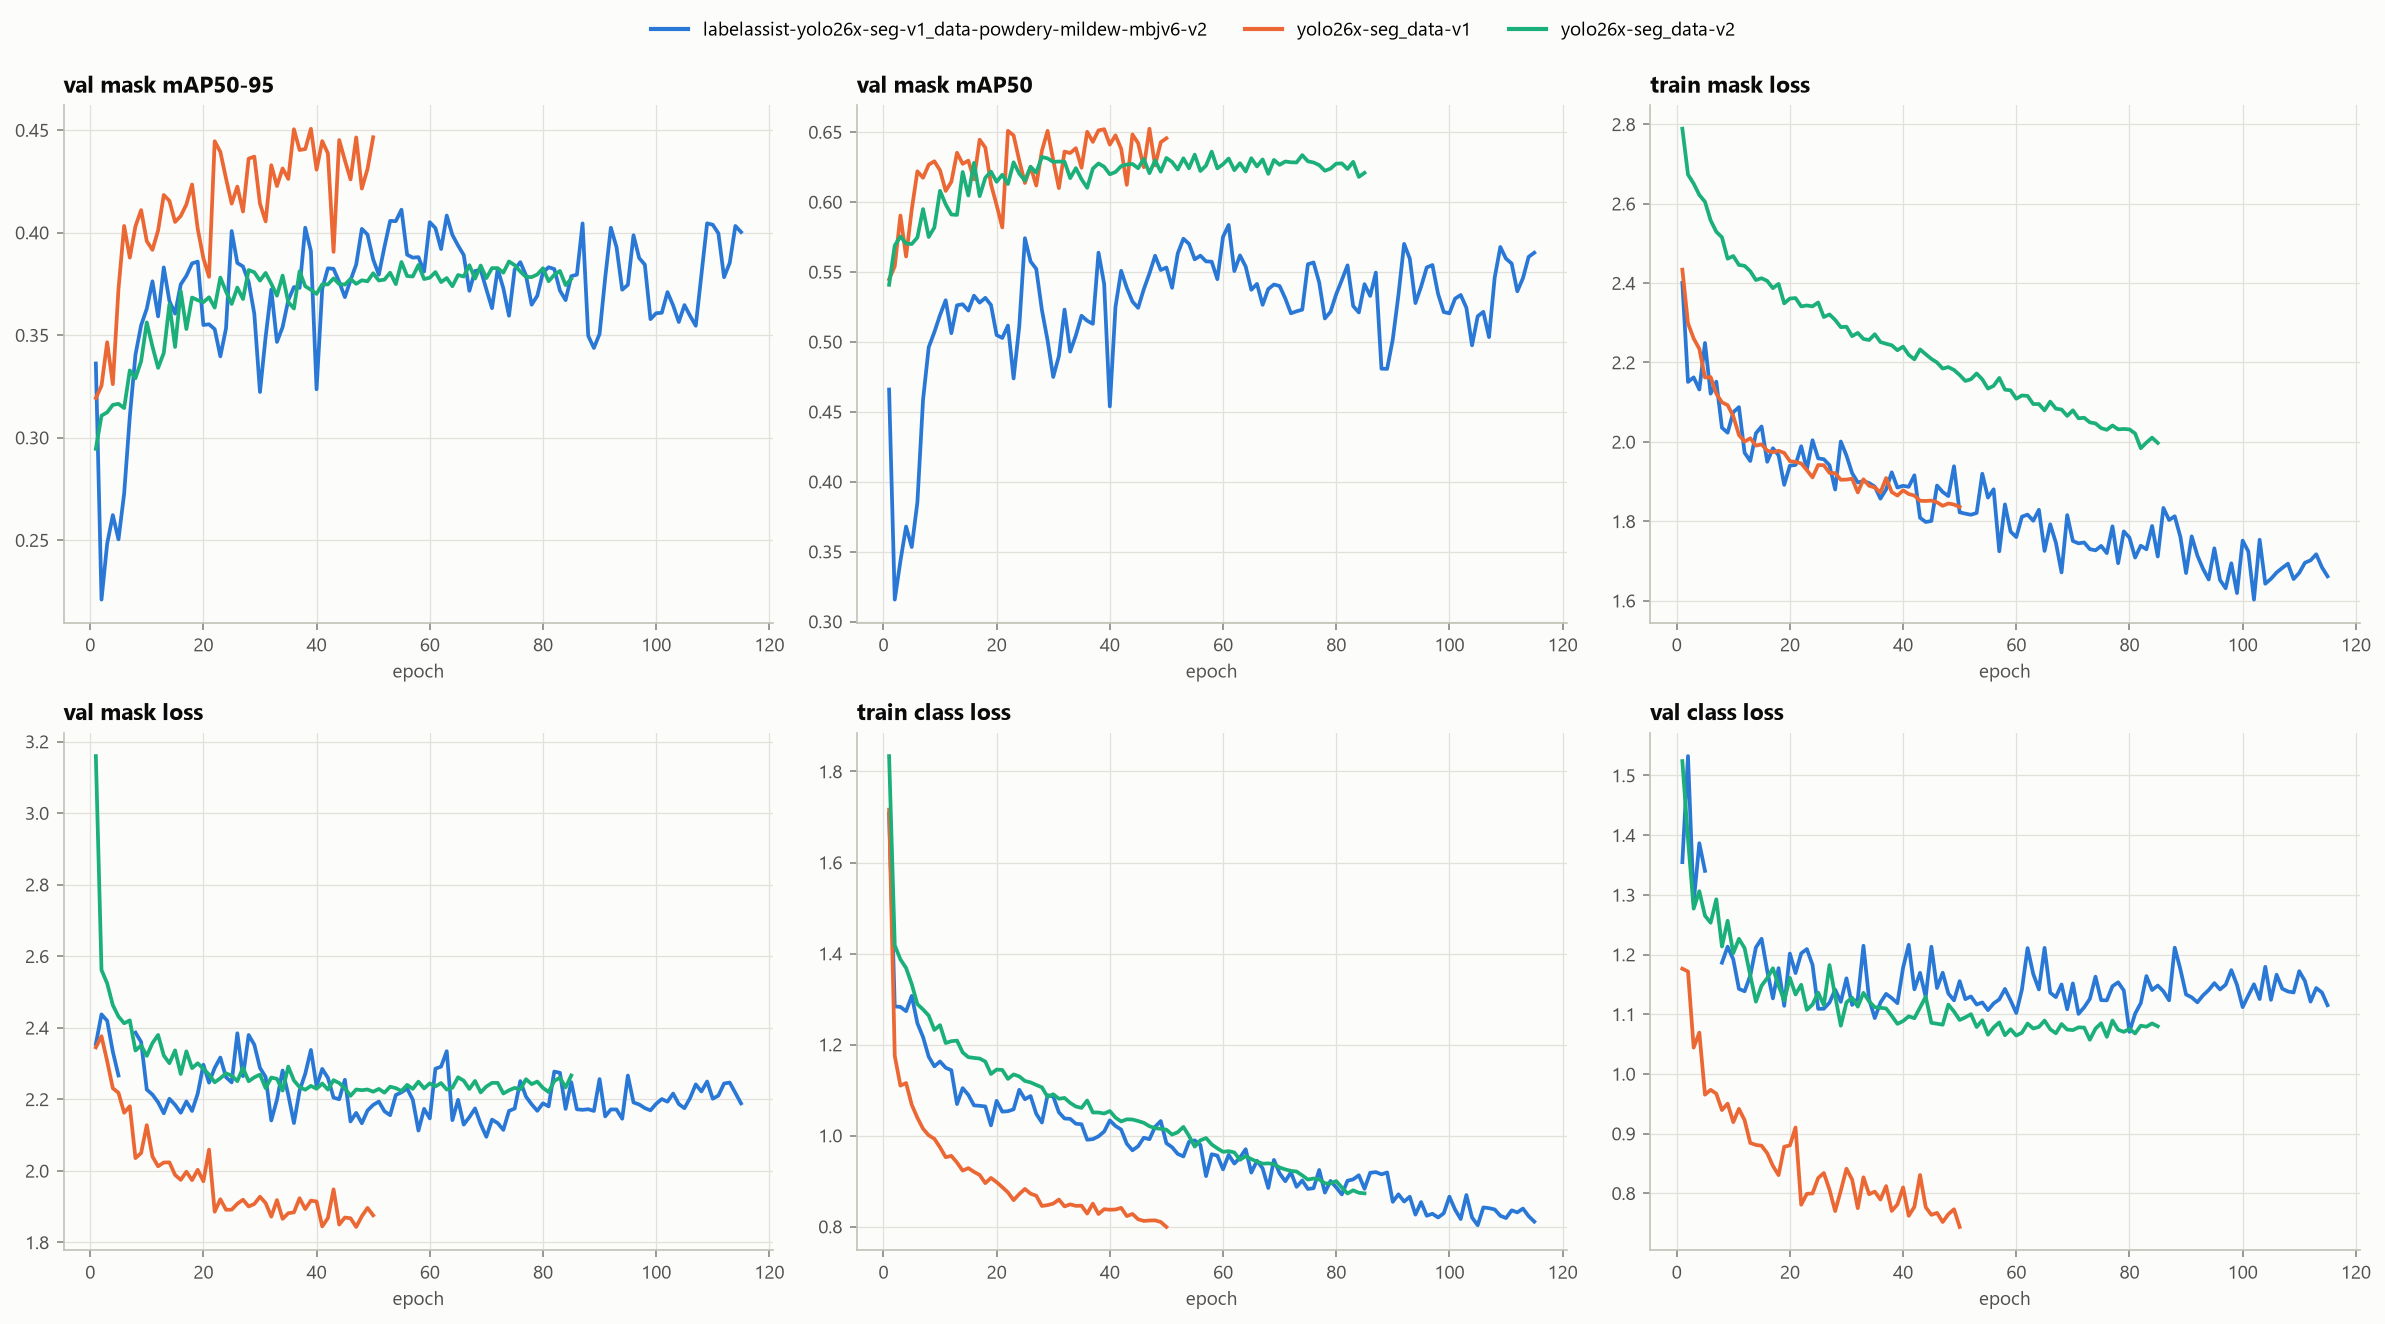 labelassist-yolo26x-seg-v1_data-powdery-mildew-mbjv6-v2 yolo26x-seg_data-v1 yolo26x-seg_data-v2
val mask mAP50-95
0.45
0.40
0.35
0.30
0.25
0 20 40 60 80 100 120
epoch
val mask mAP50
0.65
0.60
0.55
0.50
0.45
0.40
0.35
0.30
0 20 40 60 80 100 120
epoch
train mask loss
2.8
2.6
2.4
2.2
2.0
1.8
1.6
0 20 40 60 80 100 120
epoch
val mask loss
3.2
3.0
2.8
2.6
2.4
2.2
2.0
1.8
0 20 40 60 80 100 120
epoch
train class loss
1.8
1.6
1.4
1.2
1.0
0.8
0 20 40 60 80 100 120
epoch
val class loss
1.5
1.4
1.3
1.2
1.1
1.0
0.9
0.8
0 20 40 60 80 100 120
epoch